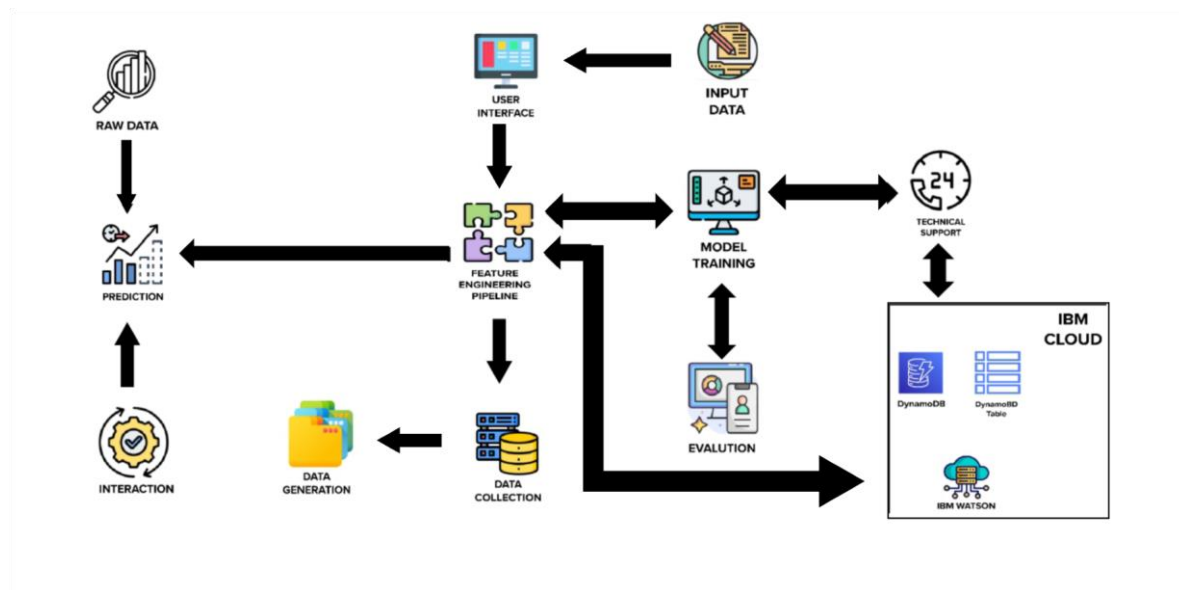 INPUT
DATA
USER
INTERFACE
RAW DATA
24
TECHNICAL
SUPPORT
MODEL
TRAINING
FEATURE
ENGINEERING
PIPELINE
PREDICTION
IBM
CLOUD
DynamoDB
DynamoBD
Table
EVALUTION
DATA
GENERATION
DATA
COLLECTION
INTERACTION
IBM WATSON